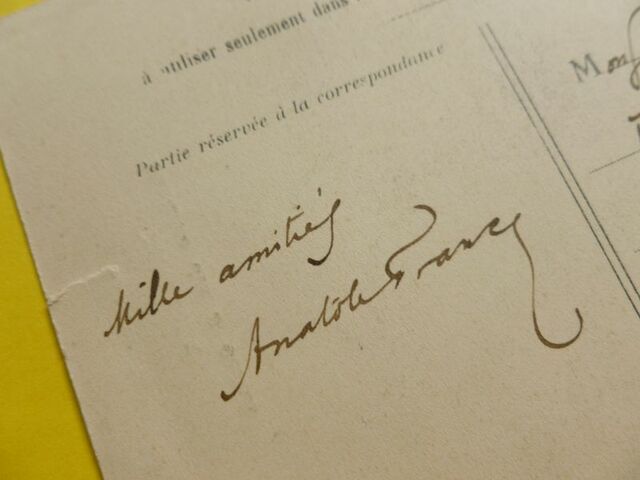 à utiliser seulement dans
Partie réservée à la correspondance
Mille amitiés
Anatole France